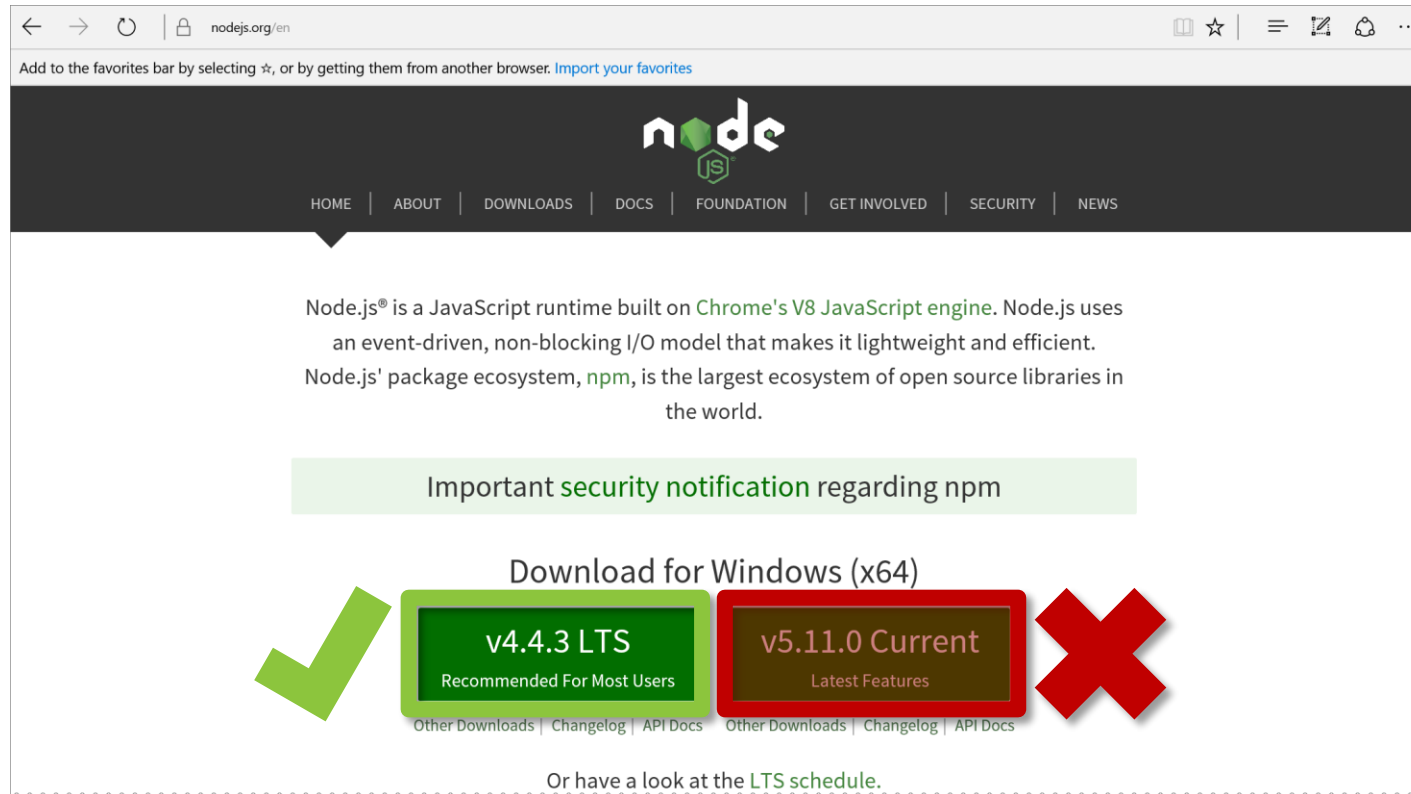 nodejs.org/en
Add to the favorites bar by selecting ☆, or by getting them from another browser. Import your favorites
node
JS
HOME | ABOUT | DOWNLOADS | DOCS | FOUNDATION | GET INVOLVED | SECURITY | NEWS
Node.js® is a JavaScript runtime built on Chrome's V8 JavaScript engine. Node.js uses
an event-driven, non-blocking I/O model that makes it lightweight and efficient.
Node.js' package ecosystem, npm, is the largest ecosystem of open source libraries in
the world.
Important security notification regarding npm
Download for Windows (x64)
v4.4.3 LTS
Recommended For Most Users
v5.11.0 Current
Latest Features
Other Downloads | Changelog | API Docs Other Downloads | Changelog | API Docs
Or have a look at the LTS schedule.